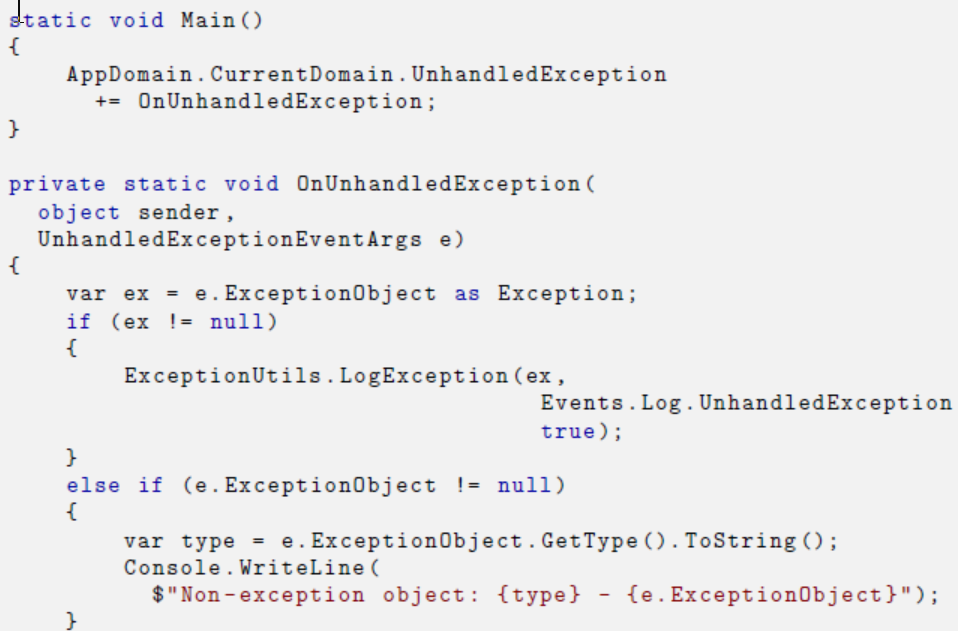 static void Main()
{
    AppDomain.CurrentDomain.UnhandledException
      += OnUnhandledException;
}

private static void OnUnhandledException(
  object sender,
  UnhandledExceptionEventArgs e)
{
    var ex = e.ExceptionObject as Exception;
    if (ex != null)
    {
        ExceptionUtils.LogException(ex,
                                     Events.Log.UnhandledException
                                     true);
    }
    else if (e.ExceptionObject != null)
    {
        var type = e.ExceptionObject.GetType().ToString();
        Console.WriteLine(
          $"Non-exception object: {type} - {e.ExceptionObject}");
    }